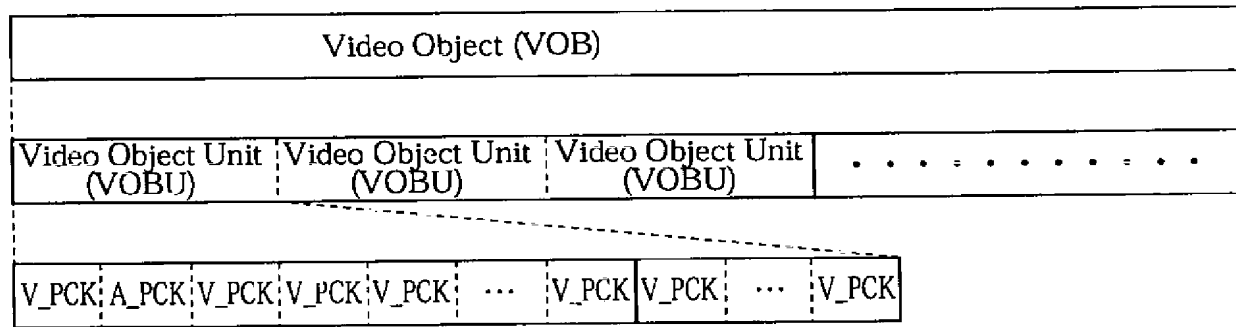 Video Object (VOB)
Video Object Unit (VOBU) Video Object Unit (VOBU) Video Object Unit (VOBU) . . . . . . . . . . .
V_PCK A_PCK V_PCK V_PCK V_PCK ... V_PCK V_PCK ... V_PCK